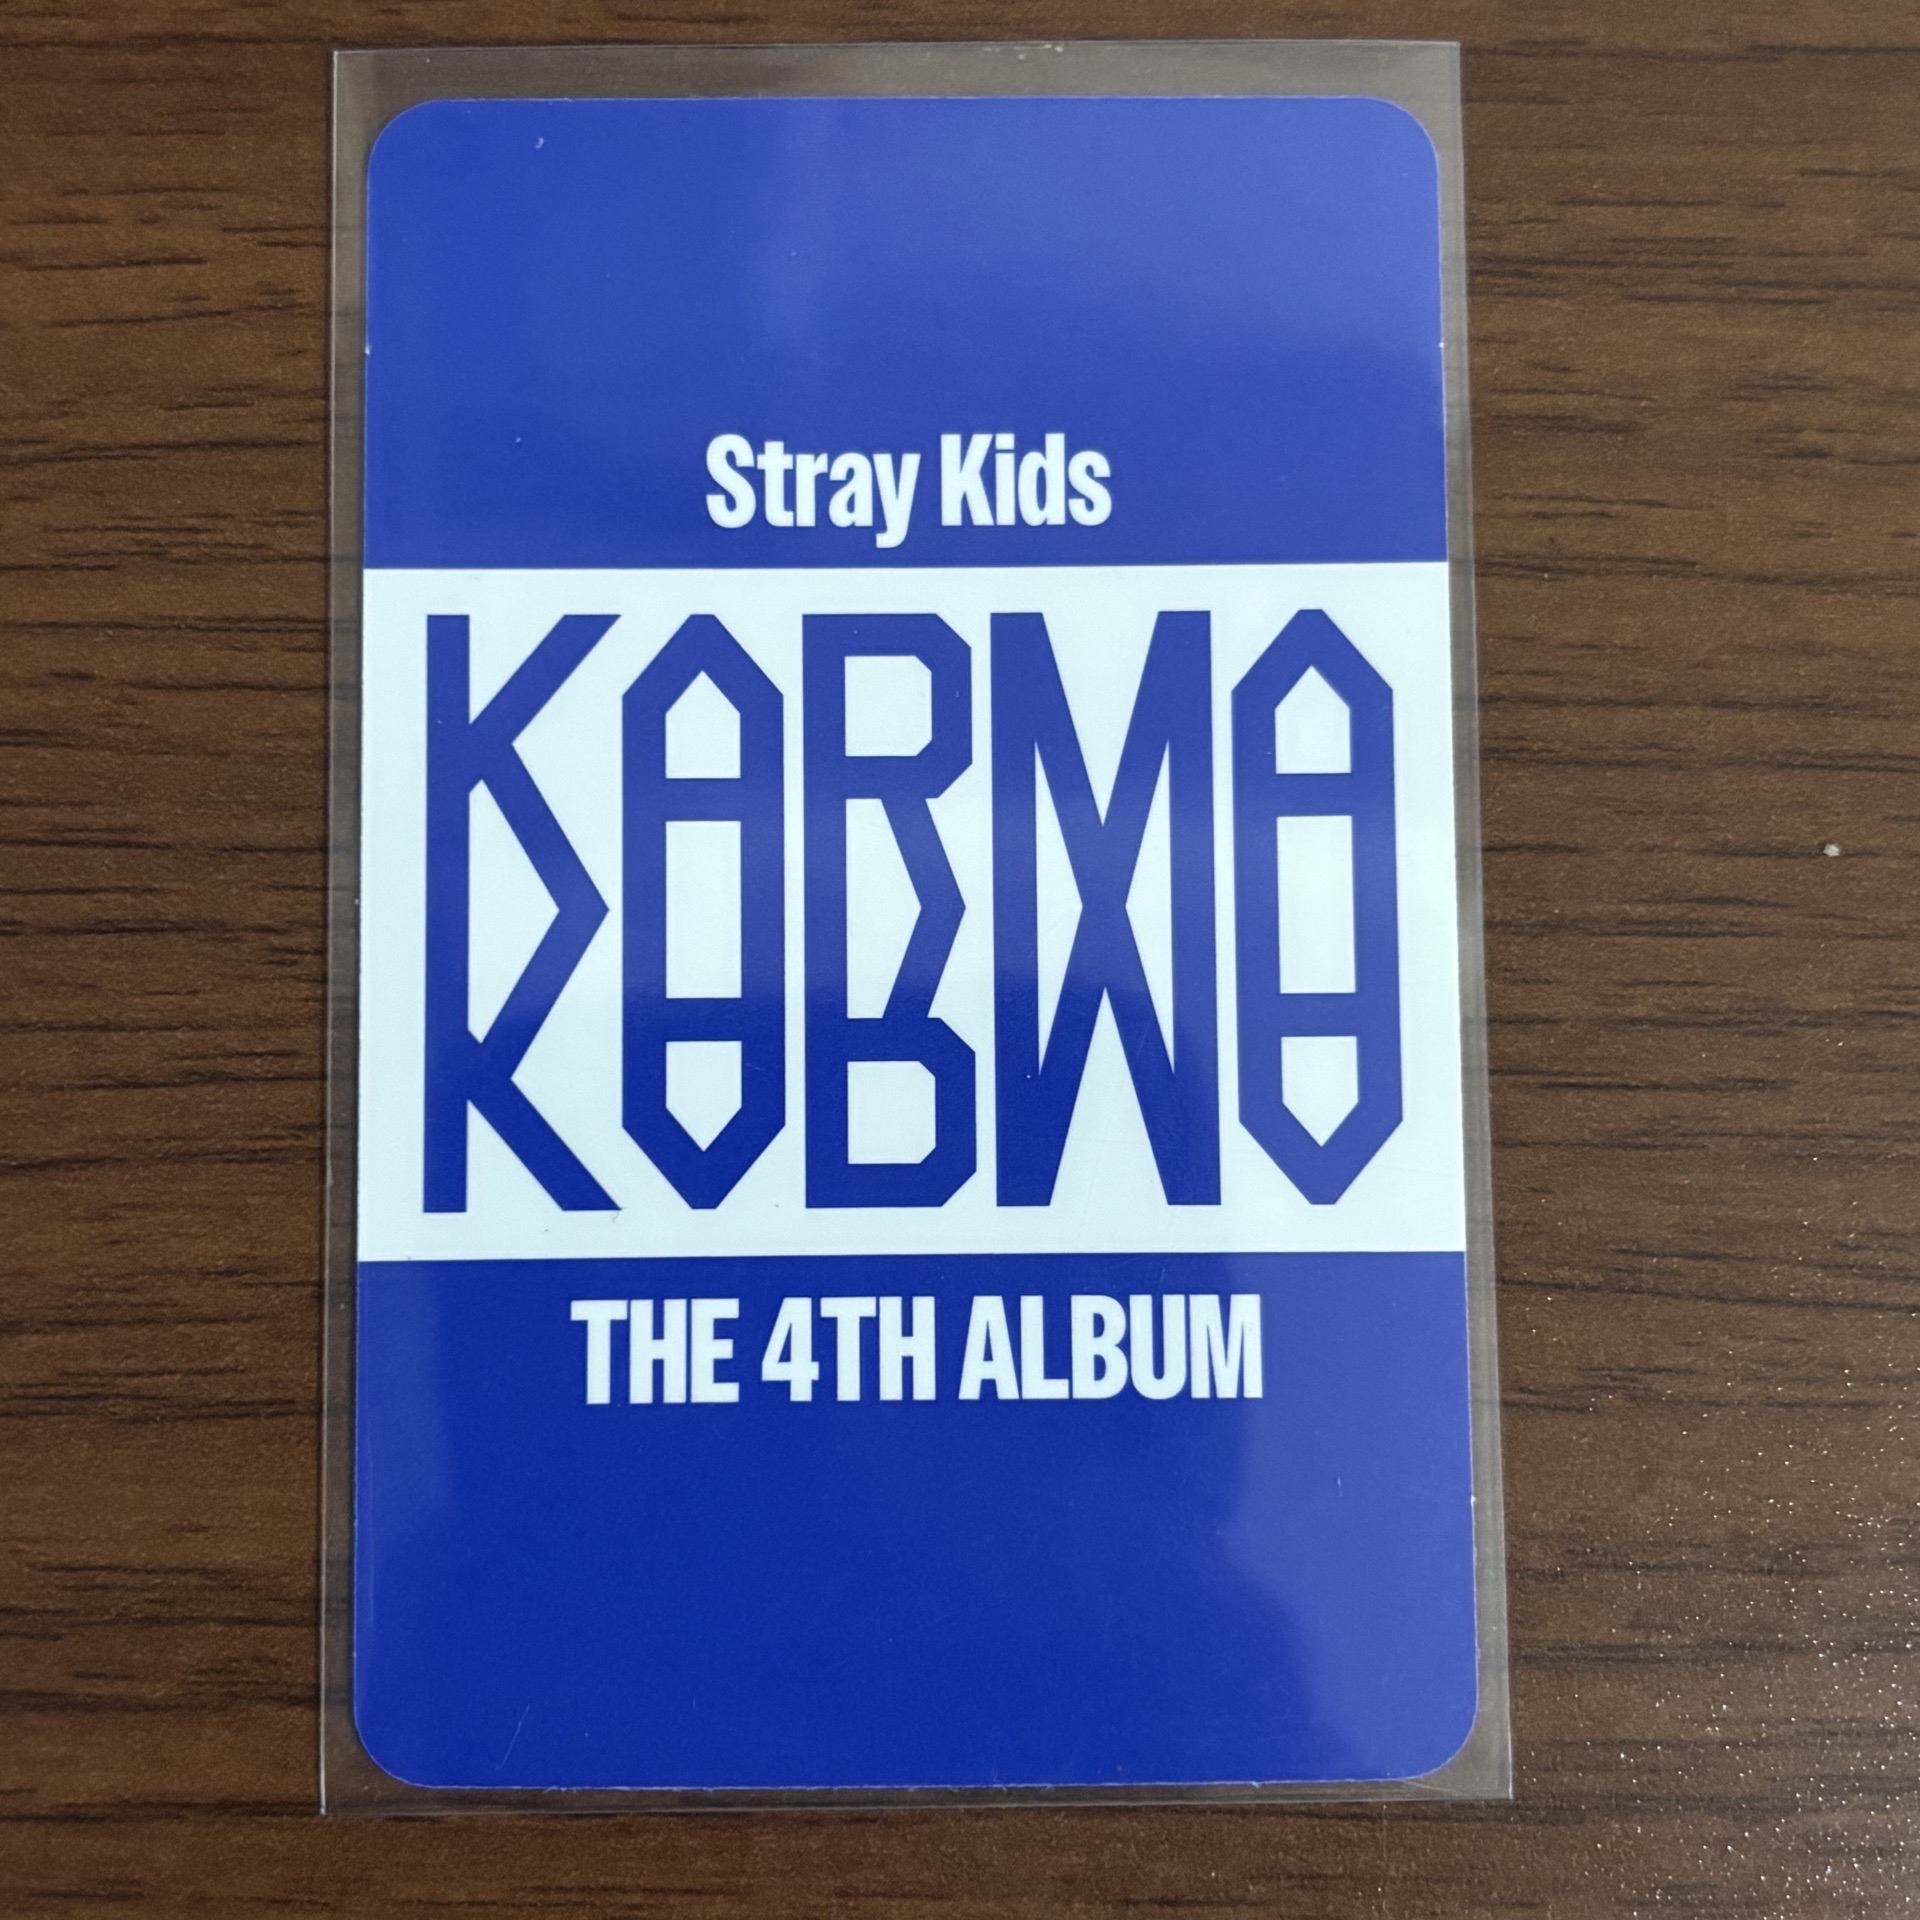 Stray Kids
KARMA
THE 4TH ALBUM